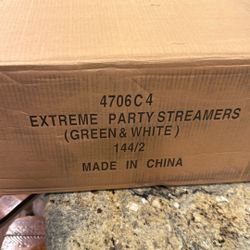 4706C4
EXTREME PARTY STREAMERS
(GREEN & WHITE)
144/2
MADE IN CHINA